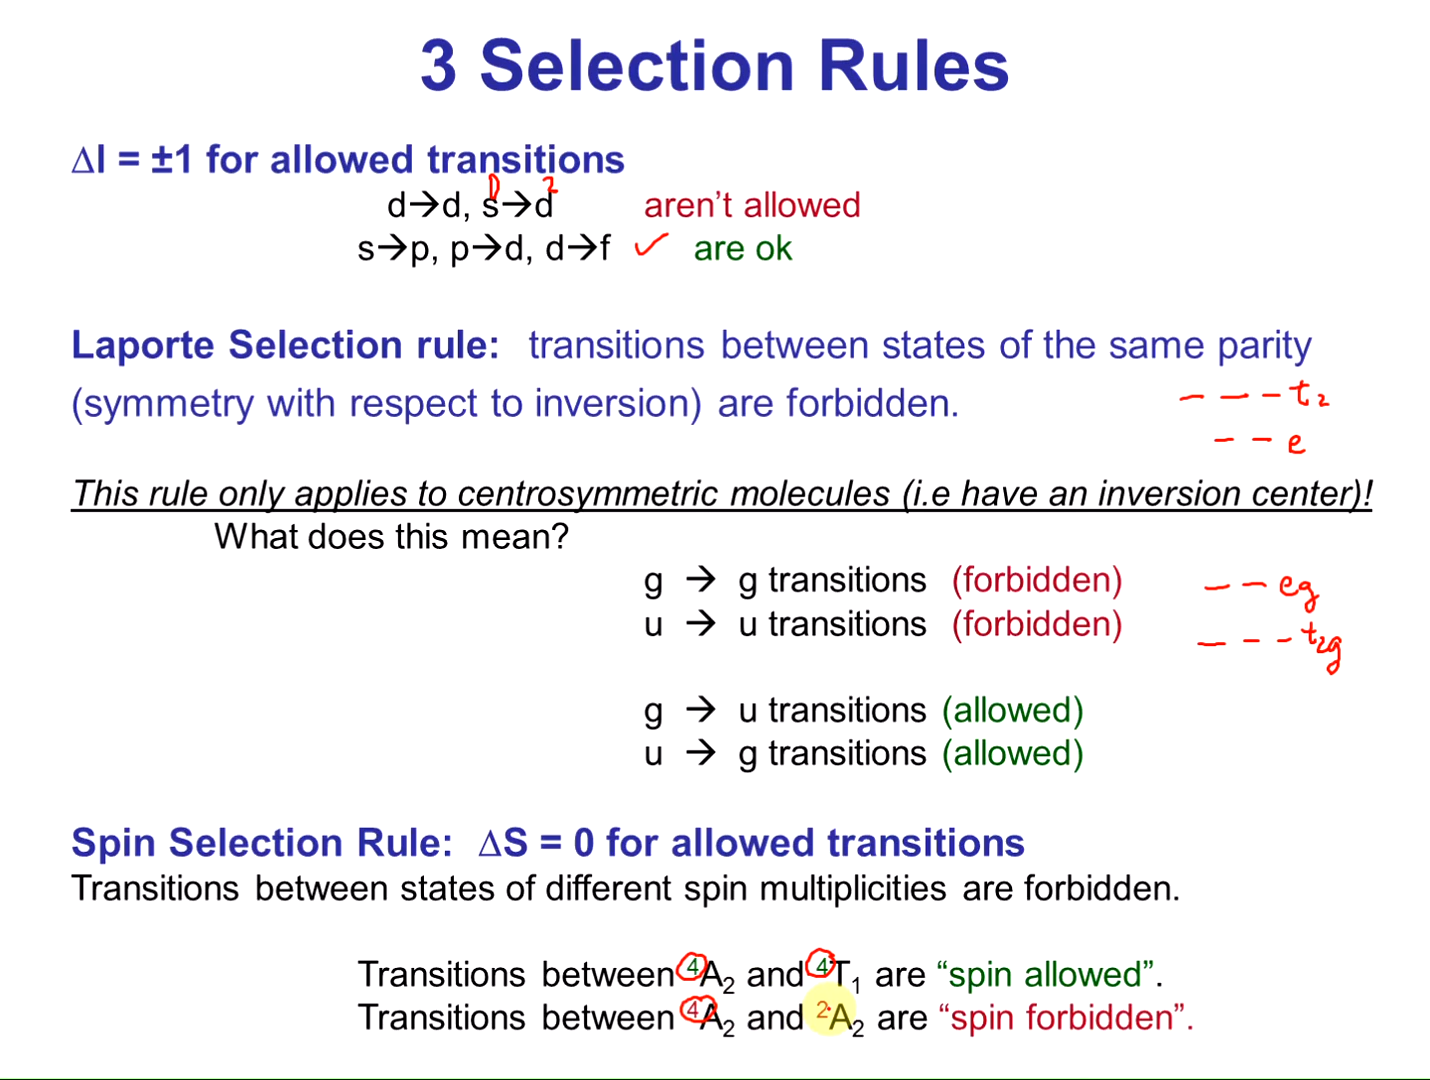 3 Selection Rules
Δl = ±1 for allowed transitions
0 2
d→d, s→d aren’t allowed
s→p, p→d, d→f ✓ are ok
Laporte Selection rule: transitions between states of the same parity
(symmetry with respect to inversion) are forbidden.
– – – t₂
– – e
This rule only applies to centrosymmetric molecules (i.e have an inversion center)!
What does this mean?
g → g transitions (forbidden)
– – eg
u → u transitions (forbidden)
– – – t₂g
g → u transitions (allowed)
u → g transitions (allowed)
Spin Selection Rule: ΔS = 0 for allowed transitions
Transitions between states of different spin multiplicities are forbidden.
Transitions between ⁴A₂ and ⁴T₁ are “spin allowed”.
Transitions between ⁴A₂ and ²A₂ are “spin forbidden”.